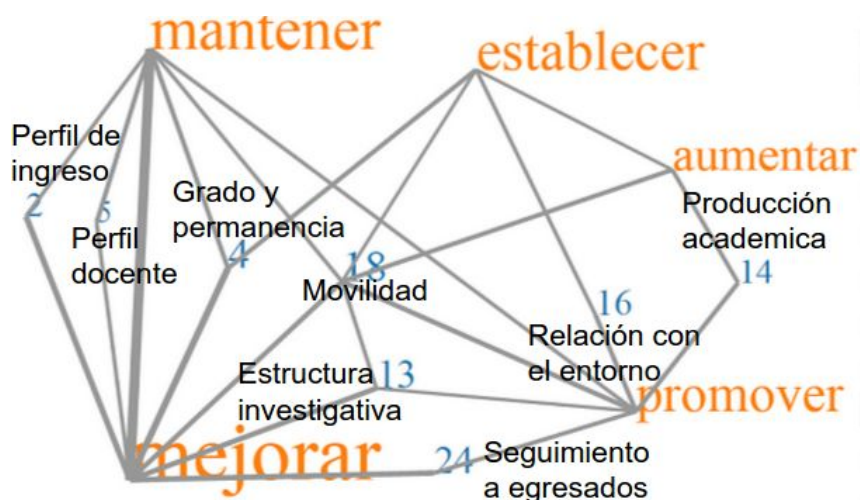 mantener
establecer
Perfil de
ingreso
2
5
Perfil
docente
Grado y
permanencia
4
aumentar
Producción
academica
14
18
Movilidad
16
Relación con
el entorno
Estructura
investigativa
13
promover
mejorar
24
Seguimiento
a egresados